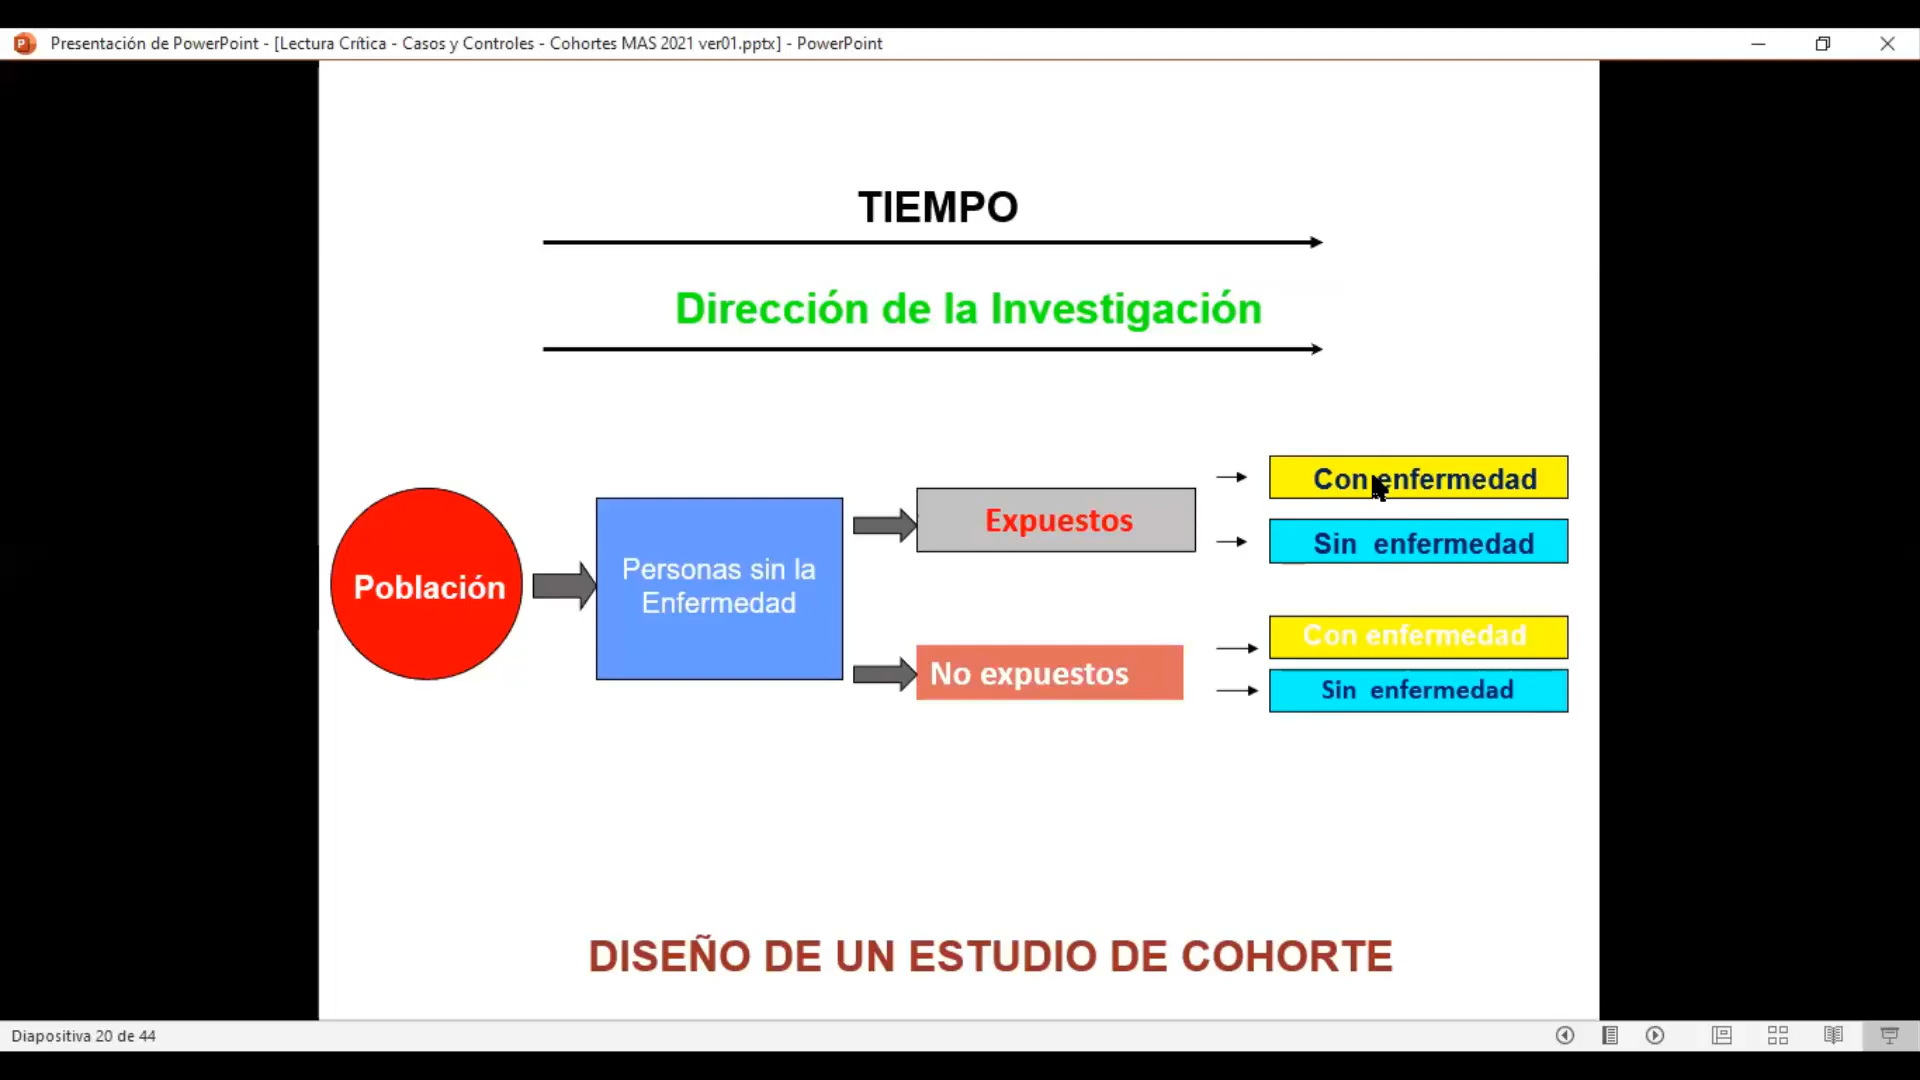 Presentación de PowerPoint - [Lectura Crítica - Casos y Controles - Cohortes MAS 2021 ver01.pptx] - PowerPoint
TIEMPO
Dirección de la Investigación
Población
Personas sin la
Enfermedad
Expuestos
No expuestos
Con enfermedad
Sin enfermedad
Con enfermedad
Sin enfermedad
DISEÑO DE UN ESTUDIO DE COHORTE
Diapositiva 20 de 44